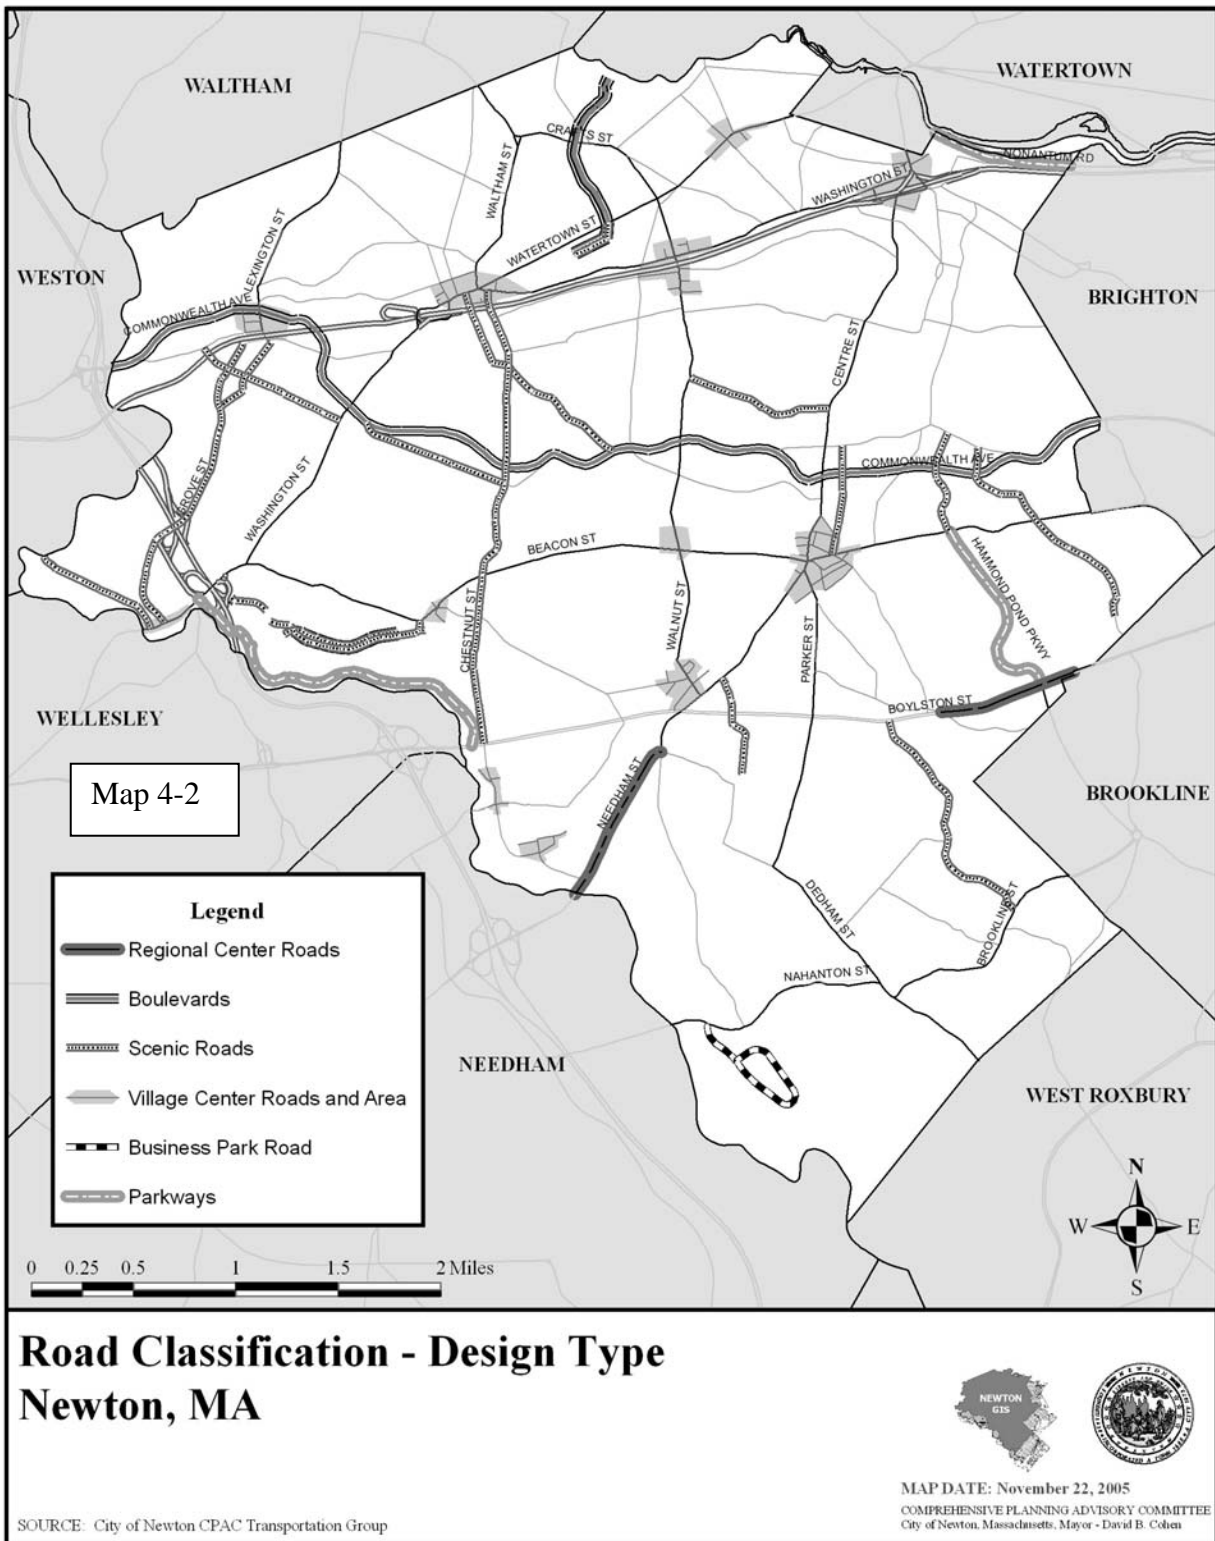 WALTHAM
WATERTOWN
CRAFTS ST
NONANTUM RD
WALTHAM ST
WASHINGTON ST
WATERTOWN ST
LEXINGTON ST
WESTON
BRIGHTON
COMMONWEALTH AVE
CENTRE ST
COMMONWEALTH AVE
GROVE ST
WASHINGTON ST
BEACON ST
HAMMOND POND PKWY
CHESTNUT ST
WALNUT ST
PARKER ST
WELLESLEY
BOYLSTON ST
Map 4-2
NEEDHAM ST
BROOKLINE
DEDHAM ST
BROOKLINE ST
NAHANTON ST
NEEDHAM
WEST ROXBURY
Legend
Regional Center Roads
Boulevards
Scenic Roads
Village Center Roads and Area
Business Park Road
Parkways
N
W E
S
0 0.25 0.5 1 1.5 2 Miles
Road Classification - Design Type
Newton, MA
NEWTON
GIS
MAP DATE: November 22, 2005
COMPREHENSIVE PLANNING ADVISORY COMMITTEE
City of Newton, Massachusetts, Mayor - David B. Cohen
SOURCE: City of Newton CPAC Transportation Group